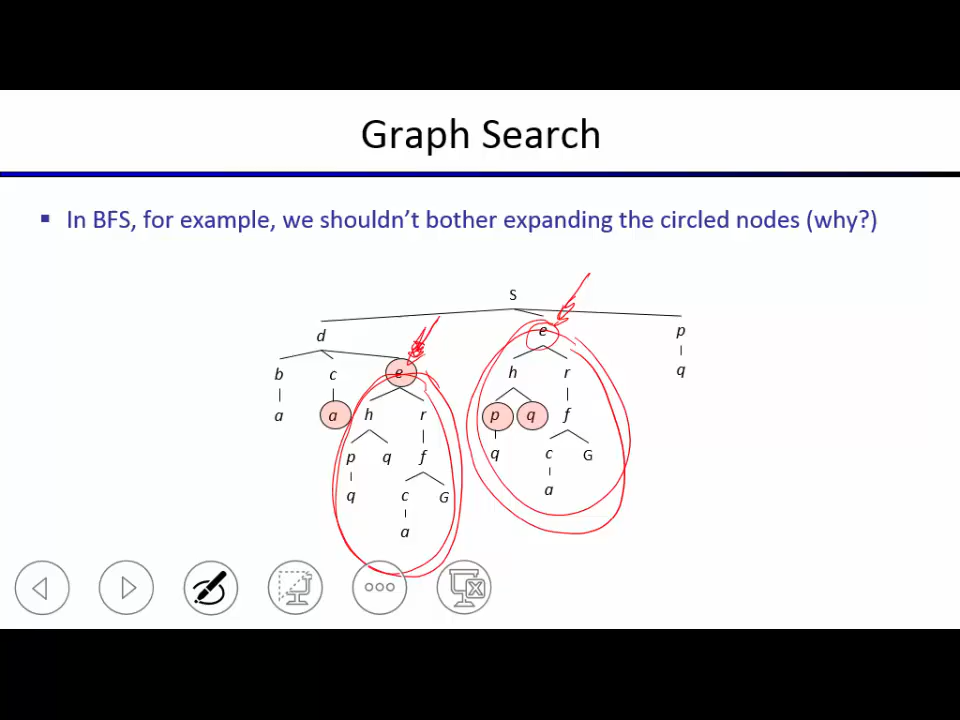 Graph Search
▪ In BFS, for example, we shouldn't bother expanding the circled nodes (why?)
S
d e p
b c e h r q
a a h r p q f
p q f q c G
q c G a
a